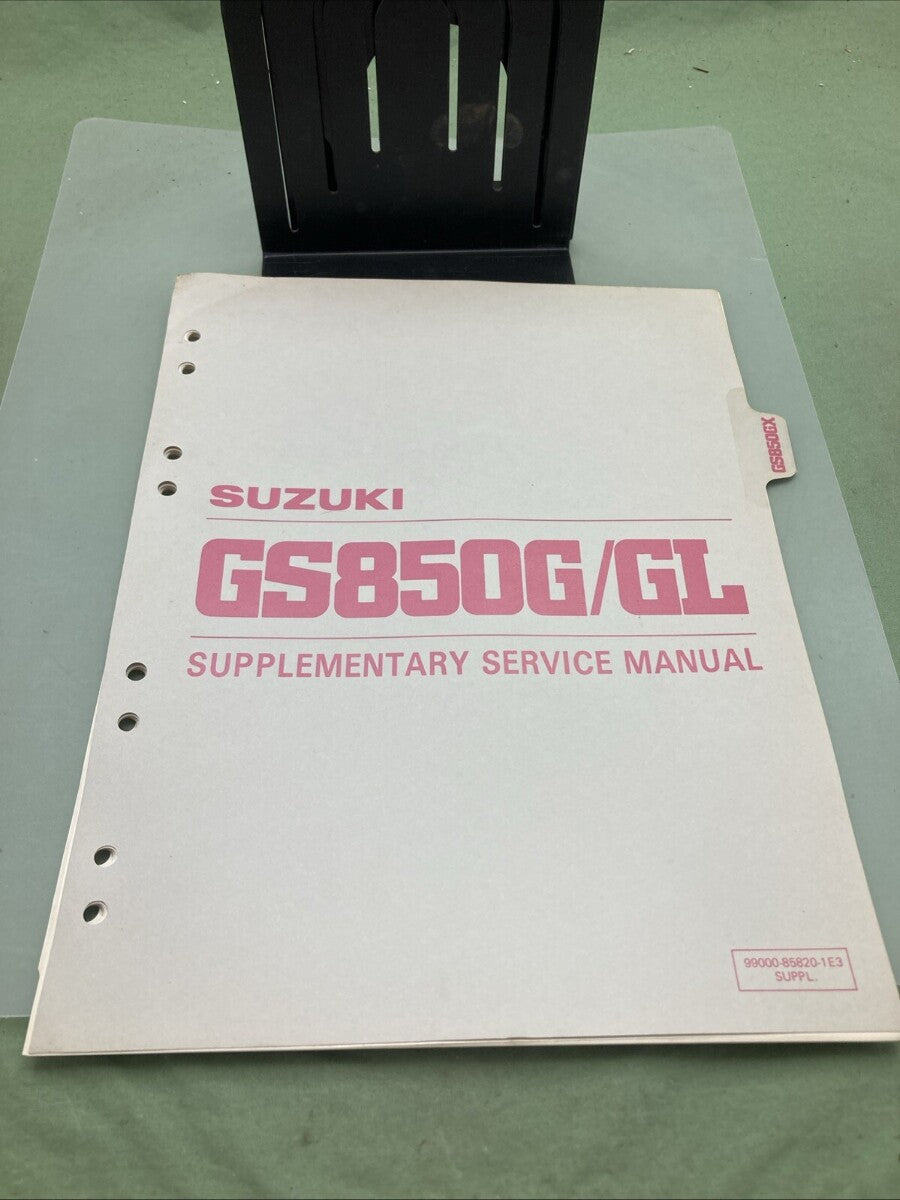 GS850GX
SUZUKI
GS850G/GL
SUPPLEMENTARY SERVICE MANUAL
99000-85820-1E3
SUPPL.